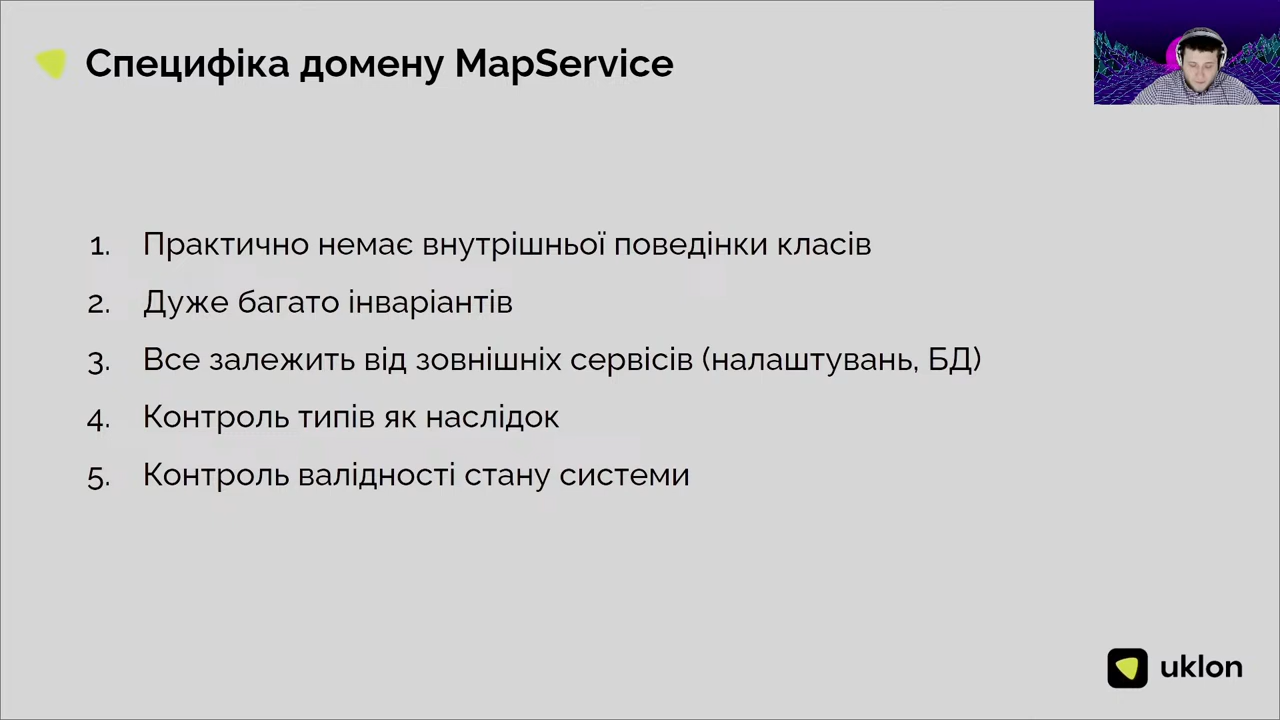 Специфіка домену MapService
1. Практично немає внутрішньої поведінки класів
2. Дуже багато інваріантів
3. Все залежить від зовнішніх сервісів (налаштувань, БД)
4. Контроль типів як наслідок
5. Контроль валідності стану системи
uklon